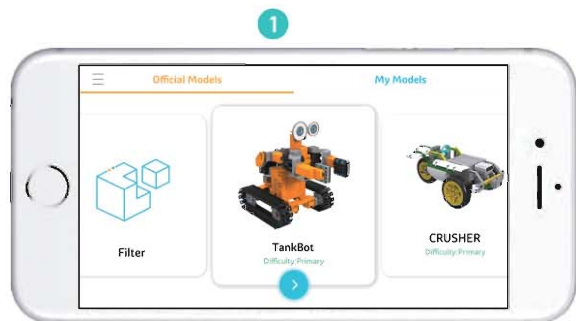 1
Official Models
My Models
Filter
TankBot
Difficulty:Primary
CRUSHER
Difficulty:Primary